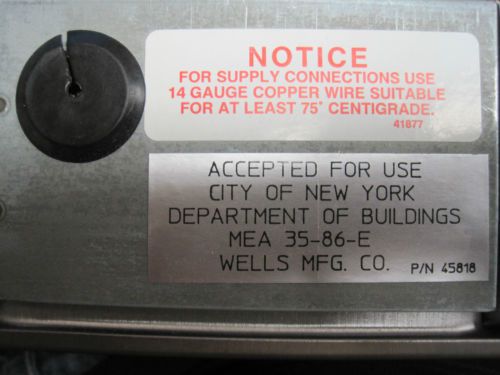 NOTICE
FOR SUPPLY CONNECTIONS USE
14 GAUGE COPPER WIRE SUITABLE
FOR AT LEAST 75° CENTIGRADE.
41877
ACCEPTED FOR USE
CITY OF NEW YORK
DEPARTMENT OF BUILDINGS
MEA 35-86-E
WELLS MFG. CO. P/N 45818